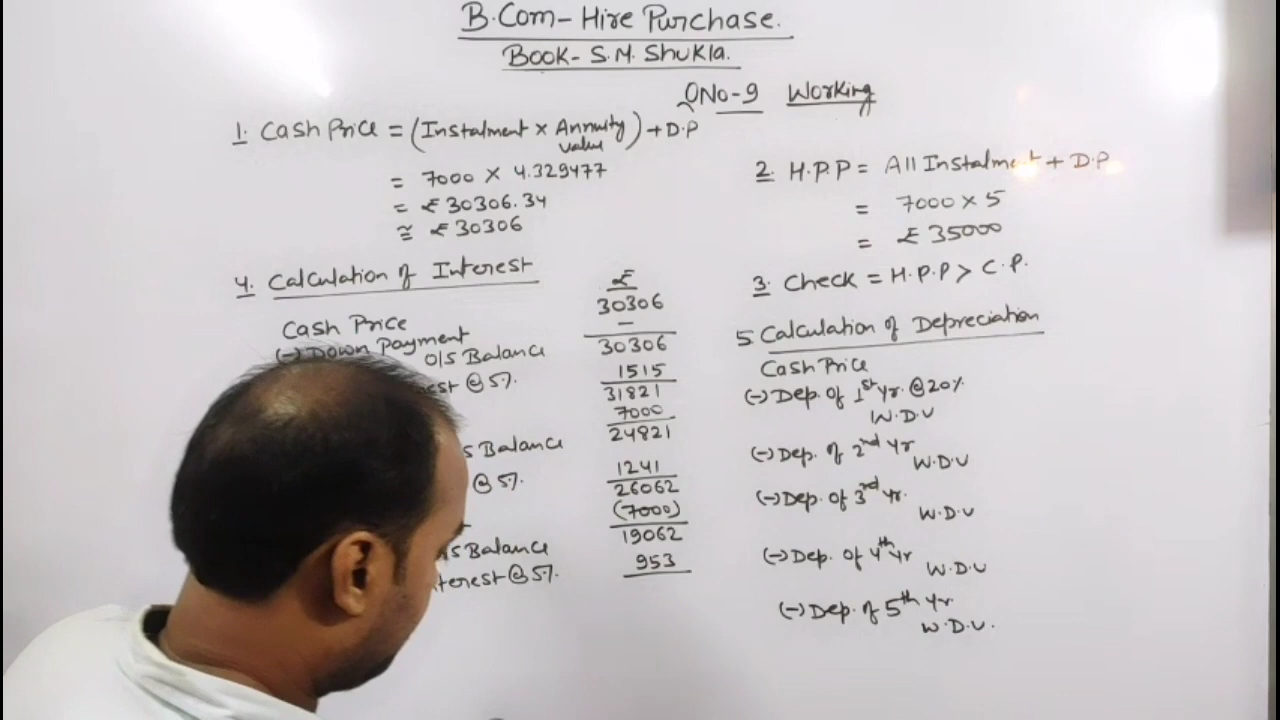 B.Com- Hire Purchase.
Book- S.M. Shukla.
QNo-9 Working
1. Cash Price = (Instalment × Annuity value) + D.P
= 7000 × 4.329477
= ₤ 30306.34
≅ ₤ 30306
2. H.P.P = All Instalment + D.P
= 7000 × 5
= ₤ 35000
3. Check = H.P.P > C.P.
4. Calculation of Interest
₤
Cash Price 30306
(-) Down Payment -
O/S Balance 30306
@ 5%. 1515
31821
7000
Balance 24821
@ 5%. 1241
26062
(7000)
Balance 19062
@ 5%. 953
5. Calculation of Depreciation
Cash Price
(-) Dep. of 1st Yr. @ 20%
W.D.V
(-) Dep. of 2nd Yr
W.D.V
(-) Dep. of 3rd Yr.
W.D.V
(-) Dep. of 4th Yr
W.D.V
(-) Dep. of 5th Yr.
W.D.V.